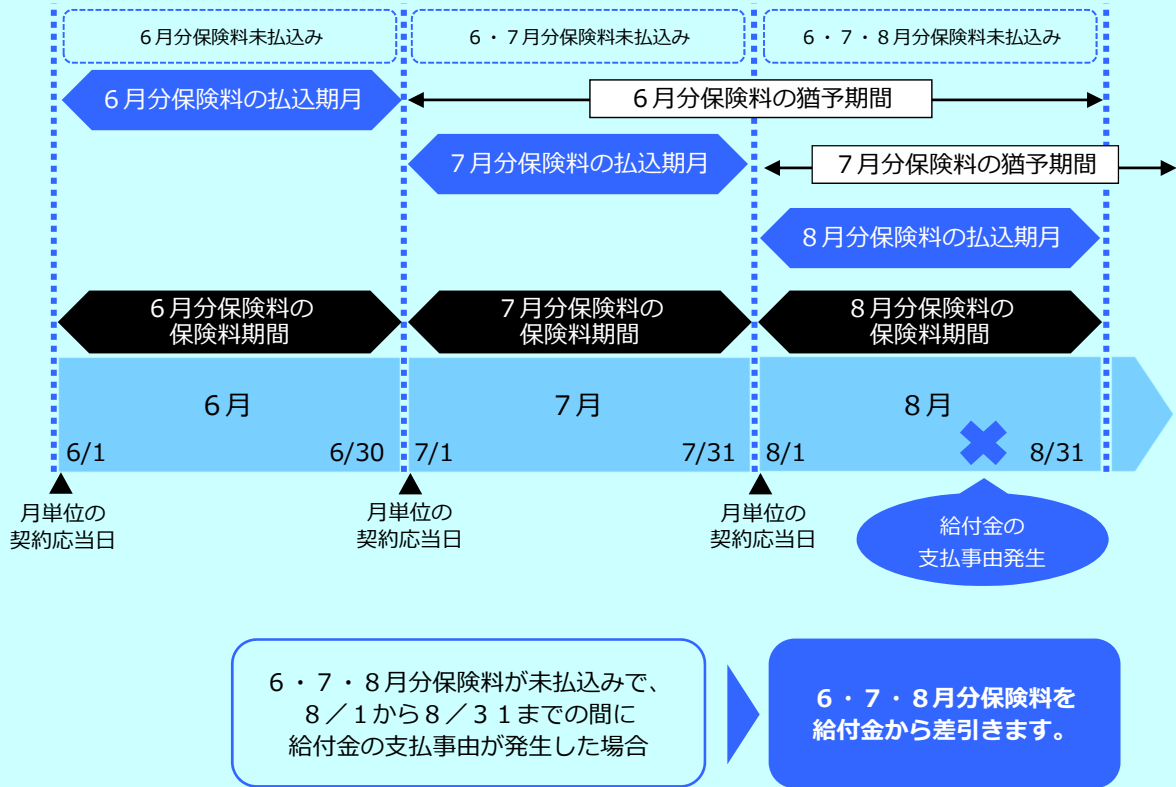 ６月分保険料未払込み
６・７月分保険料未払込み
６・７・８月分保険料未払込み
６月分保険料の払込期月
６月分保険料の猶予期間
７月分保険料の払込期月
７月分保険料の猶予期間
８月分保険料の払込期月
６月分保険料の
保険料期間
７月分保険料の
保険料期間
８月分保険料の
保険料期間
６月
７月
８月
6/1
6/30
7/1
7/31
8/1
8/31
月単位の
契約応当日
月単位の
契約応当日
月単位の
契約応当日
給付金の
支払事由発生
６・７・８月分保険料が未払込みで、
８／１から８／３１までの間に
給付金の支払事由が発生した場合
６・７・８月分保険料を
給付金から差引きます。